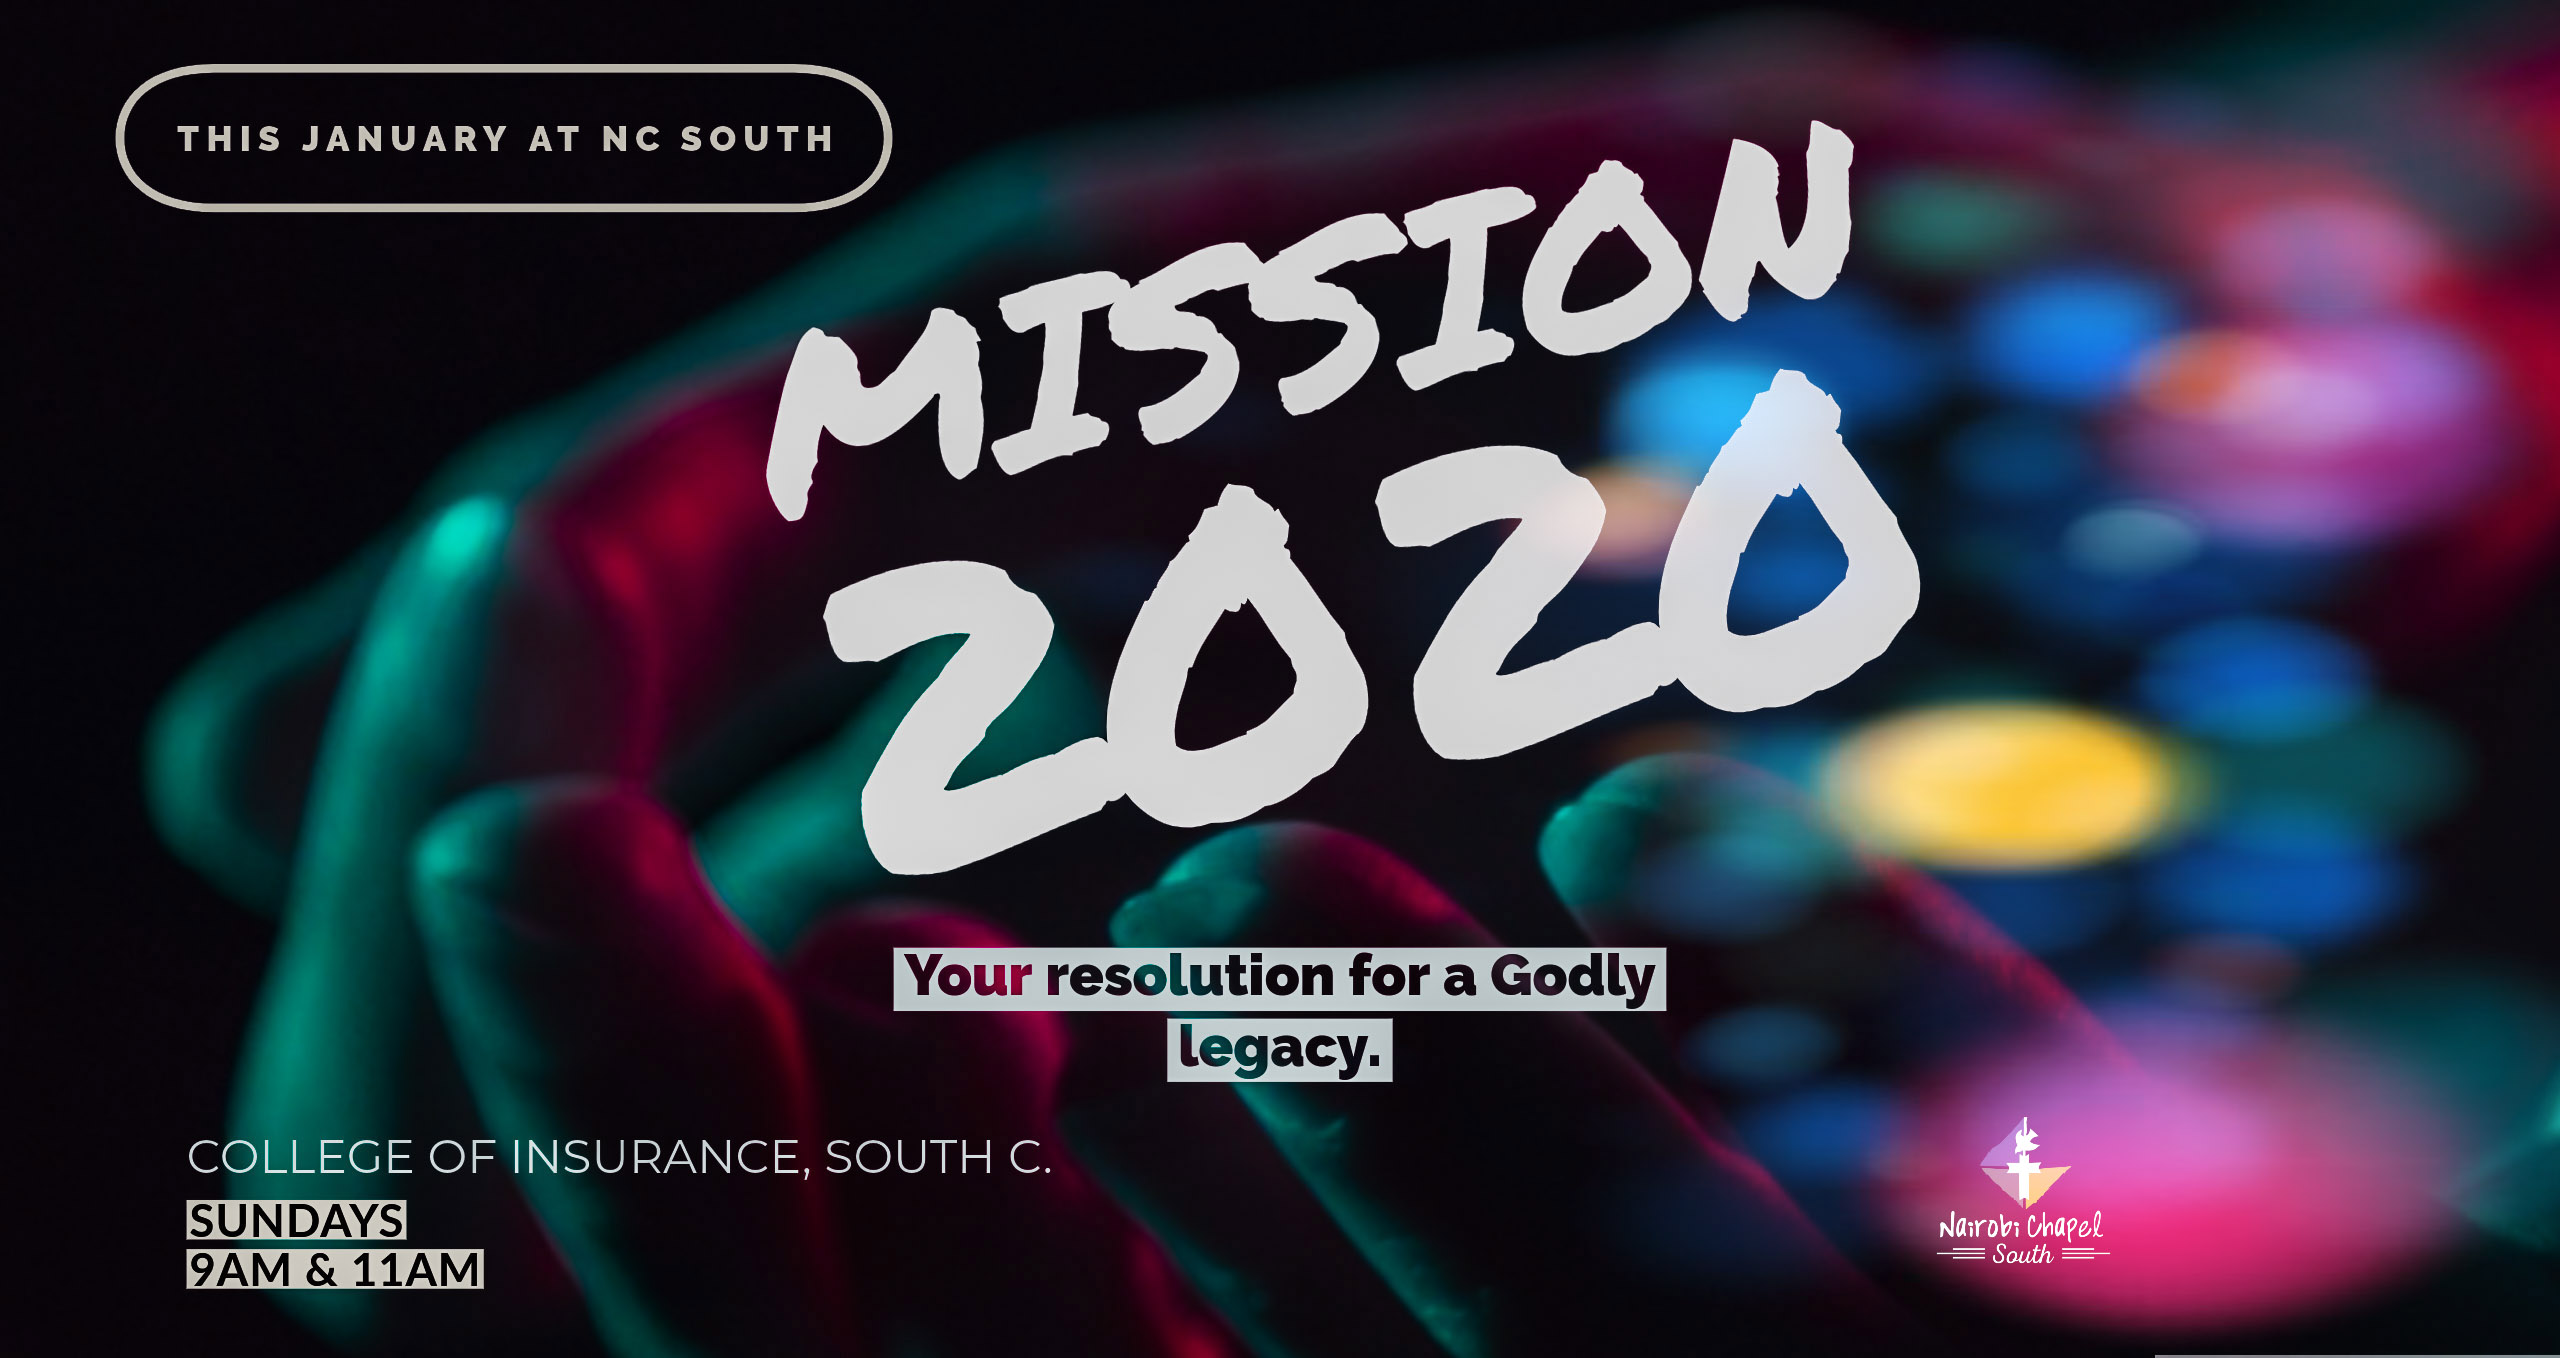 THIS JANUARY AT NC SOUTH
MISSION
2020
Your resolution for a Godly
legacy.
COLLEGE OF INSURANCE, SOUTH C.
SUNDAYS
9AM & 11AM
Nairobi Chapel
South